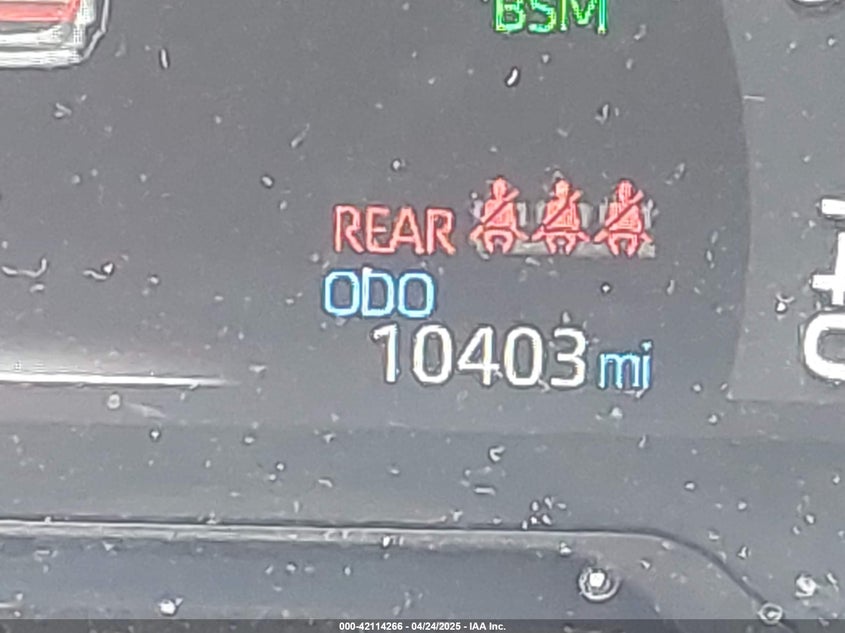 BSM
REAR
ODO
10403 mi
000-42114266 - 04/24/2025 - IAA Inc.